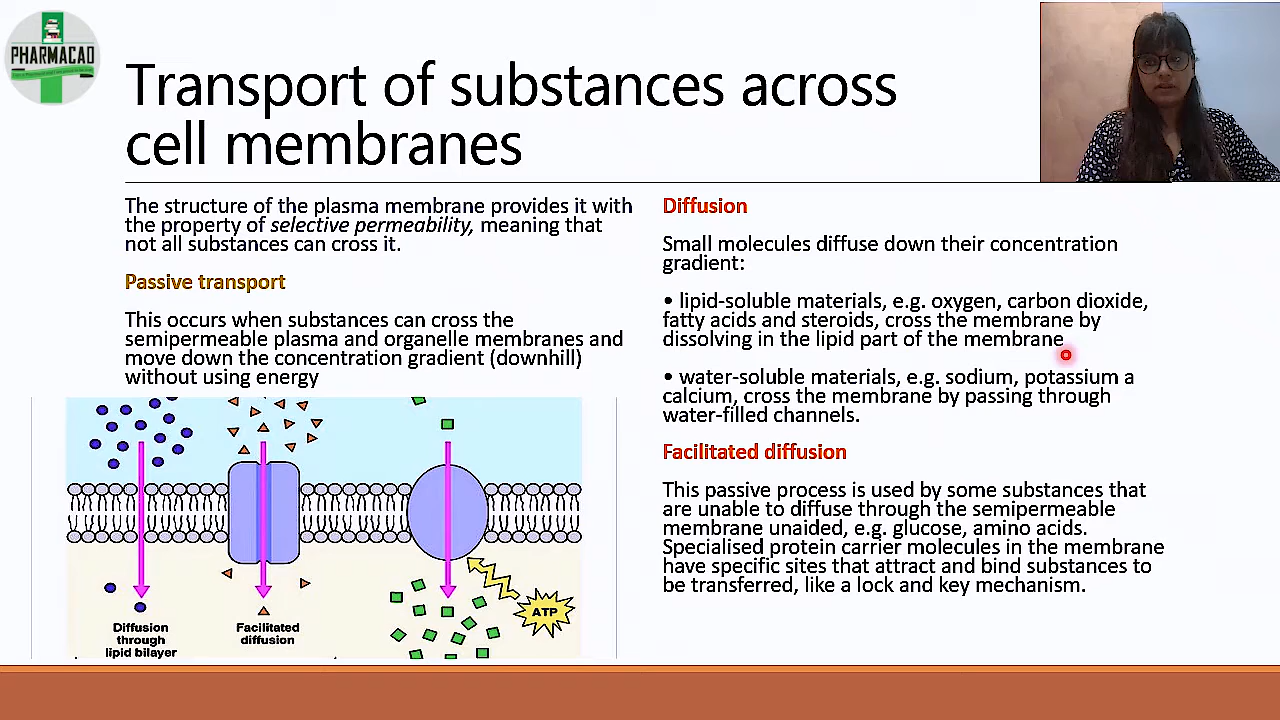 PHARMACAD
Transport of substances across
cell membranes
The structure of the plasma membrane provides it with
the property of selective permeability, meaning that
not all substances can cross it.
Passive transport
This occurs when substances can cross the
semipermeable plasma and organelle membranes and
move down the concentration gradient (downhill)
without using energy
Diffusion
through
lipid bilayer
Facilitated
diffusion
ATP
Diffusion
Small molecules diffuse down their concentration
gradient:
• lipid-soluble materials, e.g. oxygen, carbon dioxide,
fatty acids and steroids, cross the membrane by
dissolving in the lipid part of the membrane
• water-soluble materials, e.g. sodium, potassium a
calcium, cross the membrane by passing through
water-filled channels.
Facilitated diffusion
This passive process is used by some substances that
are unable to diffuse through the semipermeable
membrane unaided, e.g. glucose, amino acids.
Specialised protein carrier molecules in the membrane
have specific sites that attract and bind substances to
be transferred, like a lock and key mechanism.